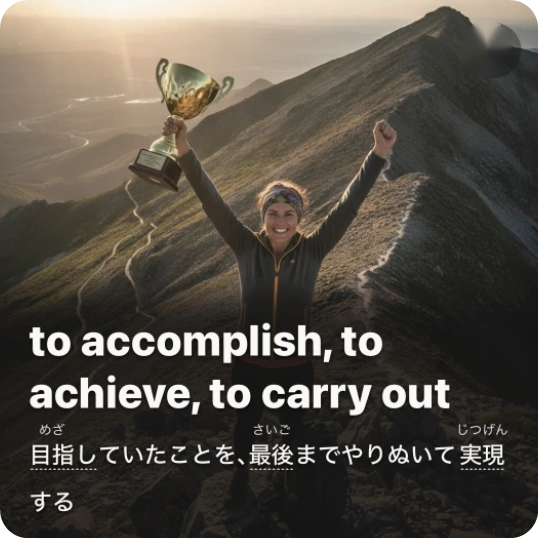 to accomplish, to
achieve, to carry out
めざ さいご じつげん
目指していたことを、最後までやりぬいて実現
する